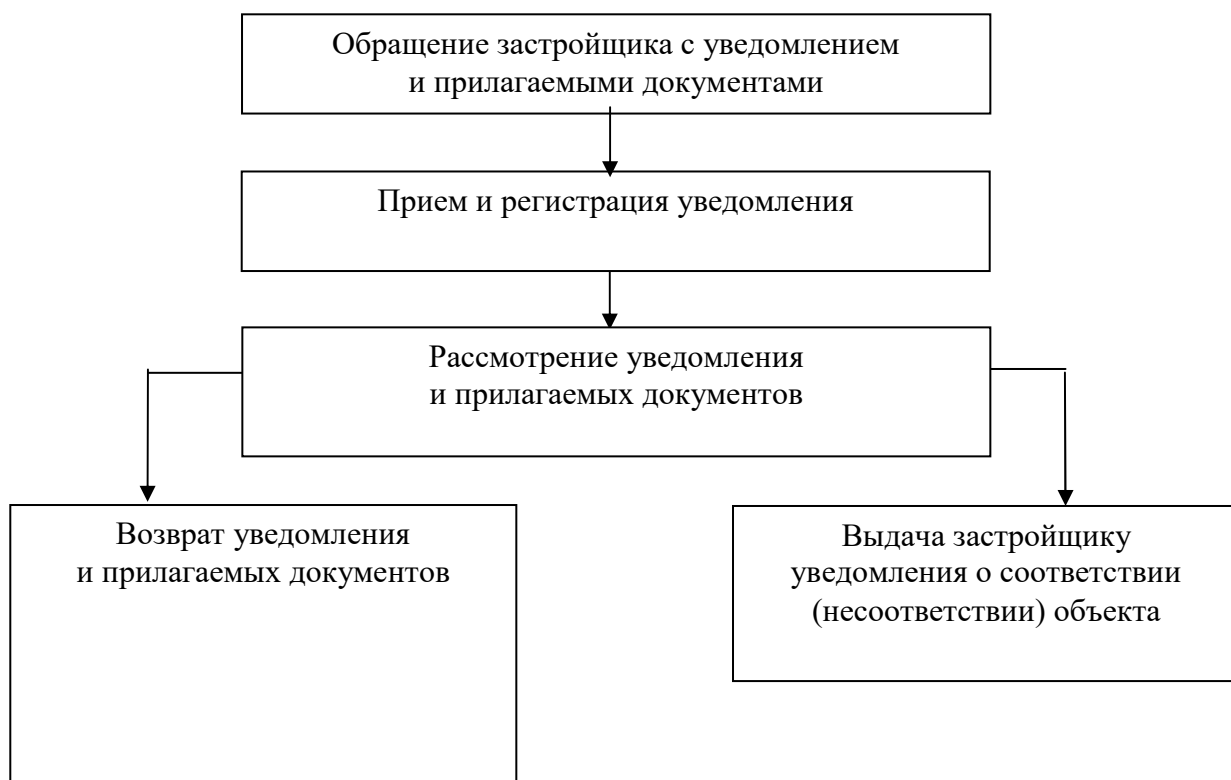 Обращение застройщика с уведомлением
и прилагаемыми документами
Прием и регистрация уведомления
Рассмотрение уведомления
и прилагаемых документов
Возврат уведомления
и прилагаемых документов
Выдача застройщику
уведомления о соответствии
(несоответствии) объекта